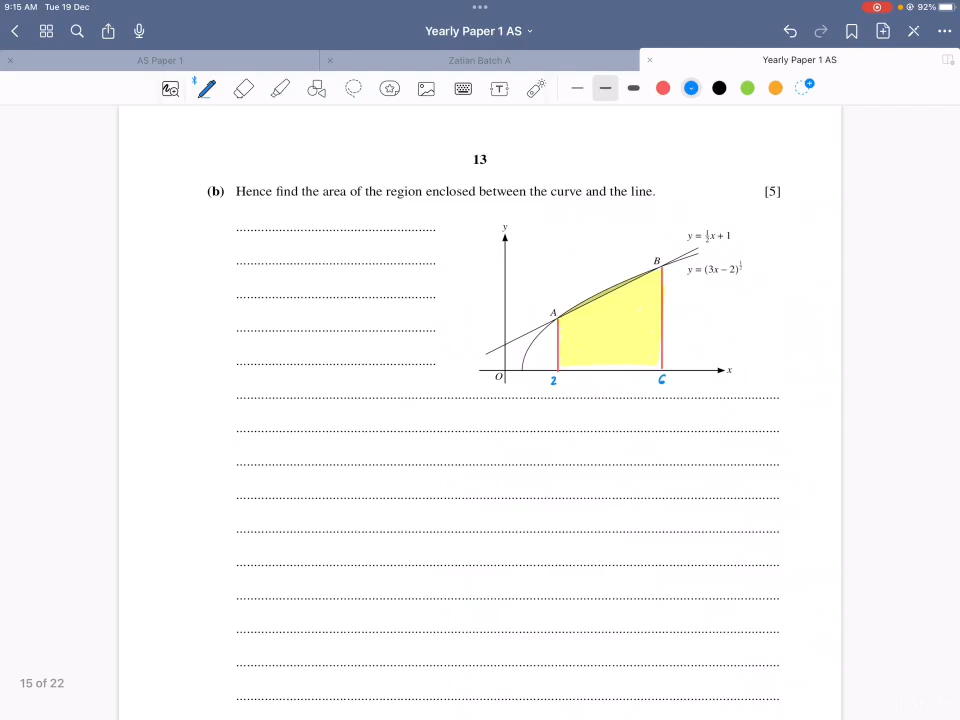 9:15 AM Tue 19 Dec
92%
Yearly Paper 1 AS
AS Paper 1
Zatian Batch A
Yearly Paper 1 AS
13
(b) Hence find the area of the region enclosed between the curve and the line. [5]
y
y = 1/2 x + 1
B
y = (3x − 2)^{1/2}
A
O
x
2
6
15 of 22